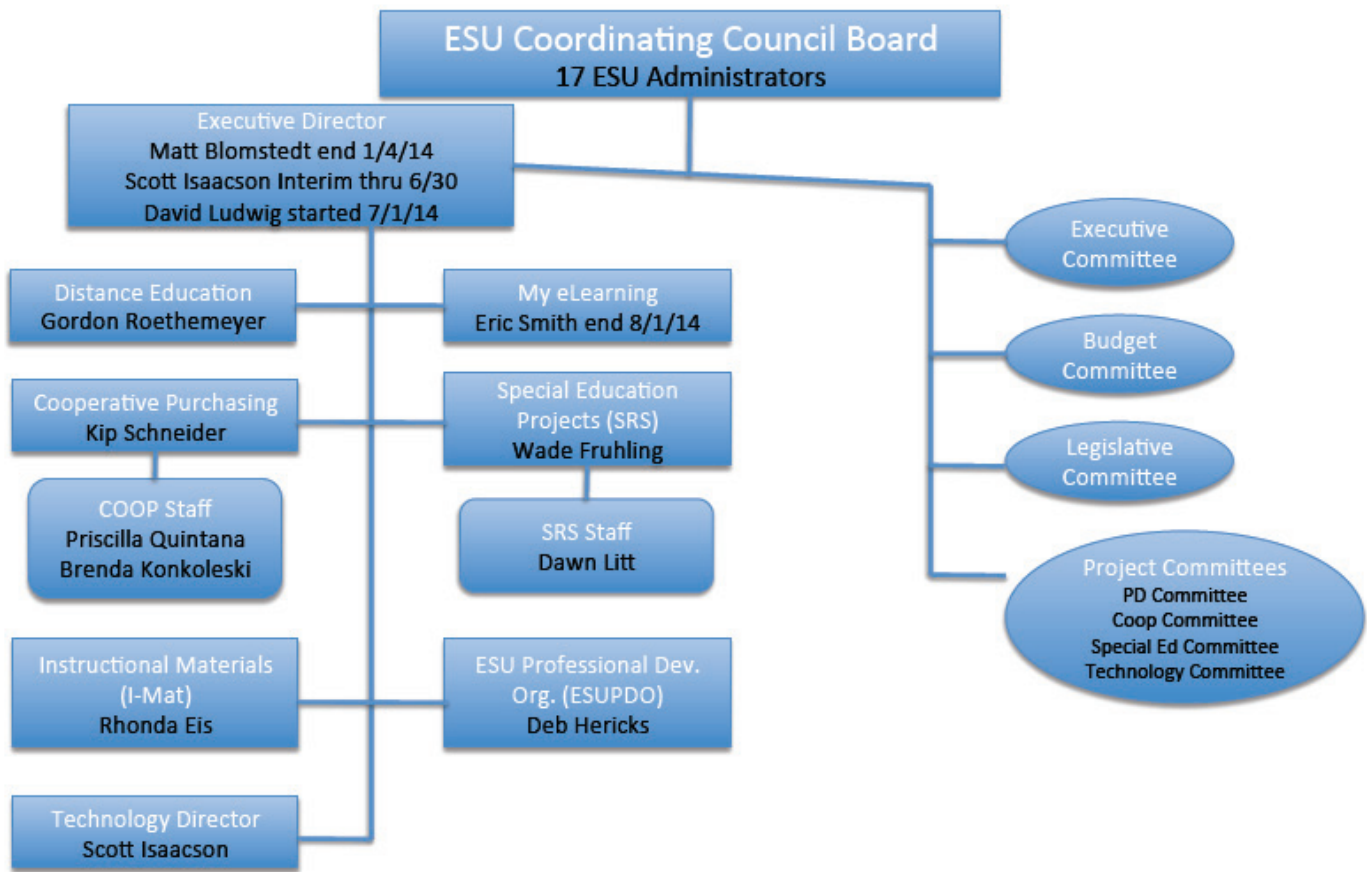 ESU Coordinating Council Board
17 ESU Administrators
Executive Director
Matt Blomstedt end 1/4/14
Scott Isaacson Interim thru 6/30
David Ludwig started 7/1/14
Distance Education
Gordon Roethemeyer
My eLearning
Eric Smith end 8/1/14
Cooperative Purchasing
Kip Schneider
Special Education
Projects (SRS)
Wade Fruhling
COOP Staff
Priscilla Quintana
Brenda Konkoleski
SRS Staff
Dawn Litt
Instructional Materials
(I-Mat)
Rhonda Eis
ESU Professional Dev.
Org. (ESUPDO)
Deb Hericks
Technology Director
Scott Isaacson
Executive
Committee
Budget
Committee
Legislative
Committee
Project Committees
PD Committee
Coop Committee
Special Ed Committee
Technology Committee